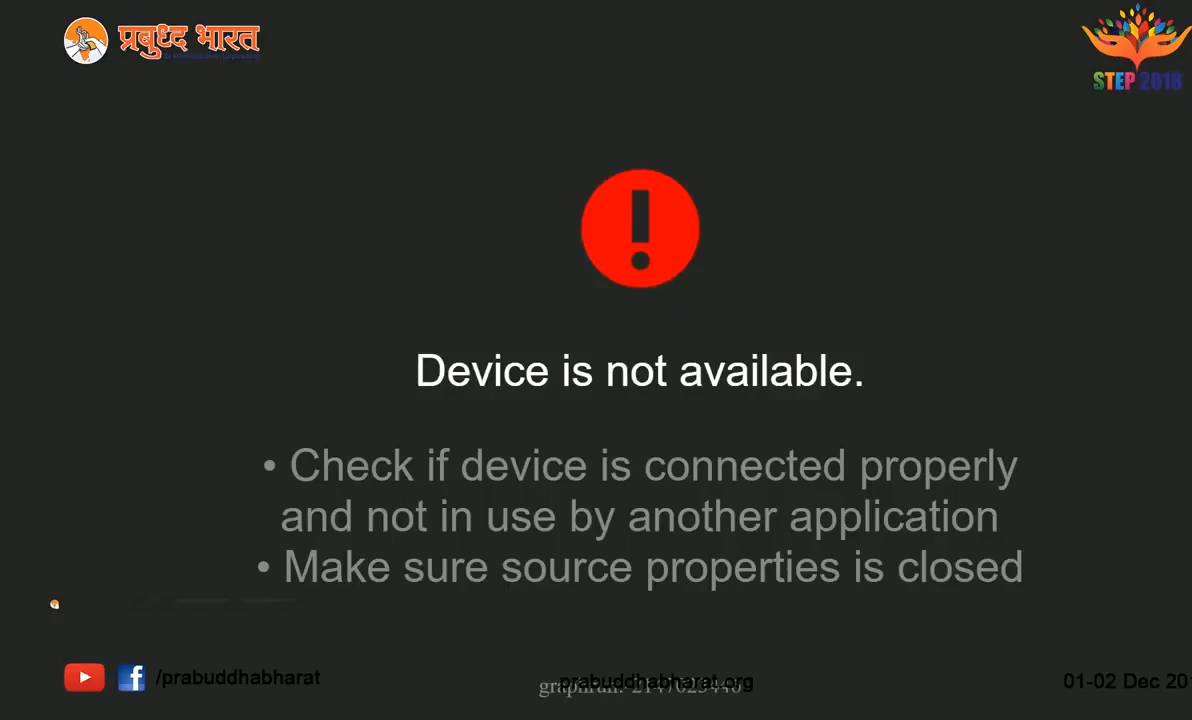 प्रबुध्द भारत
STEP 2018
Device is not available.
• Check if device is connected properly
and not in use by another application
• Make sure source properties is closed
/prabuddhabharat
prabuddhabharat.org
01-02 Dec 201